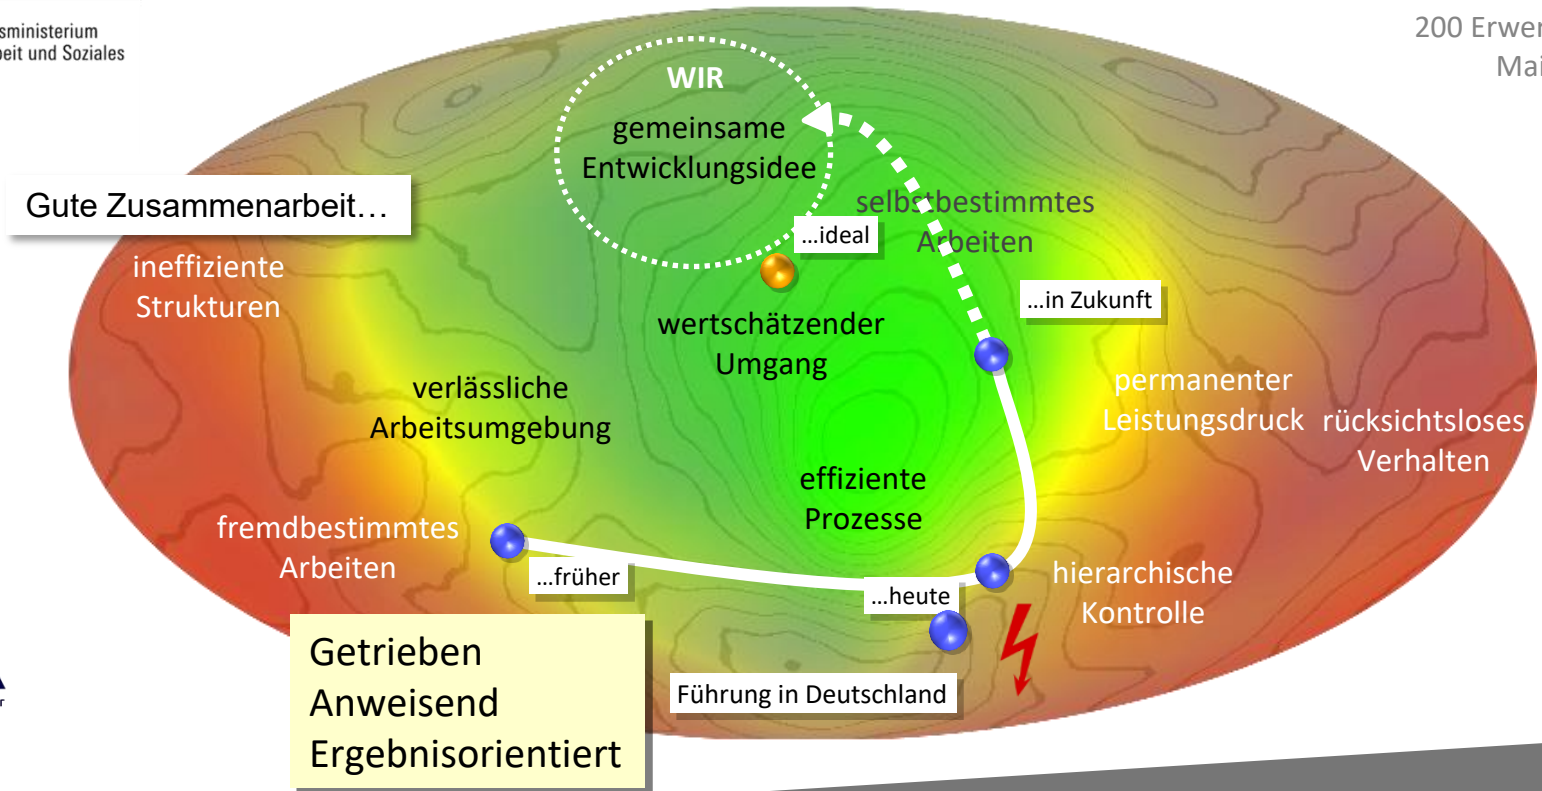 sministerium
beit und Soziales
200 Erwer
Mai
WIR
gemeinsame
Entwicklungsidee
Gute Zusammenarbeit…
selbstbestimmtes
Arbeiten
...ideal
ineffiziente
Strukturen
...in Zukunft
wertschätzender
Umgang
verlässliche
Arbeitsumgebung
permanenter
Leistungsdruck
rücksichtsloses
Verhalten
effiziente
Prozesse
fremdbestimmtes
Arbeiten
...früher
...heute
hierarchische
Kontrolle
Getrieben
Anweisend
Ergebnisorientiert
Führung in Deutschland
r